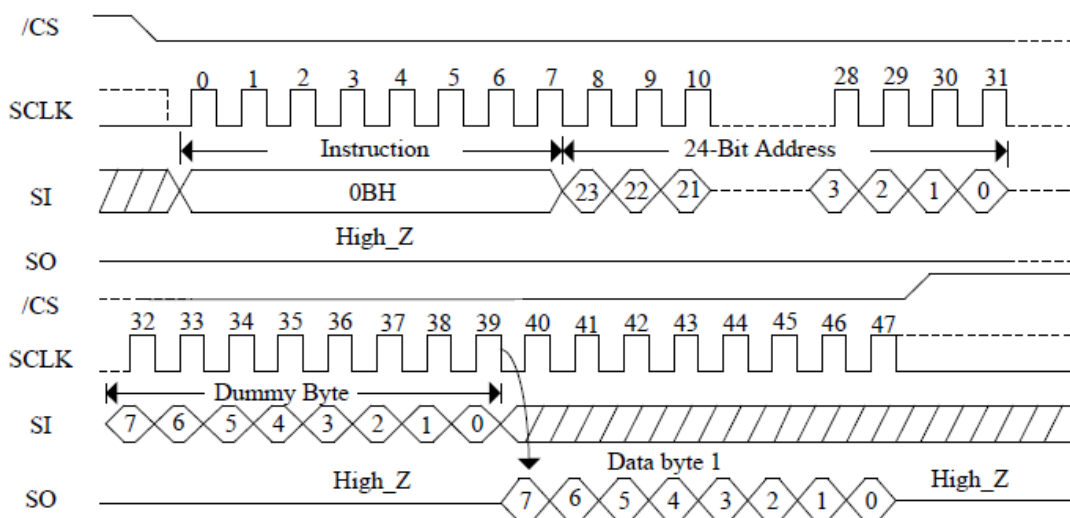 /CS
0 1 2 3 4 5 6 7 8 9 10 28 29 30 31
SCLK
Instruction 24-Bit Address
SI 0BH 23 22 21 3 2 1 0
High_Z
SO
/CS
32 33 34 35 36 37 38 39 40 41 42 43 44 45 46 47
SCLK
Dummy Byte
SI 7 6 5 4 3 2 1 0
High_Z Data byte 1 High_Z
SO 7 6 5 4 3 2 1 0